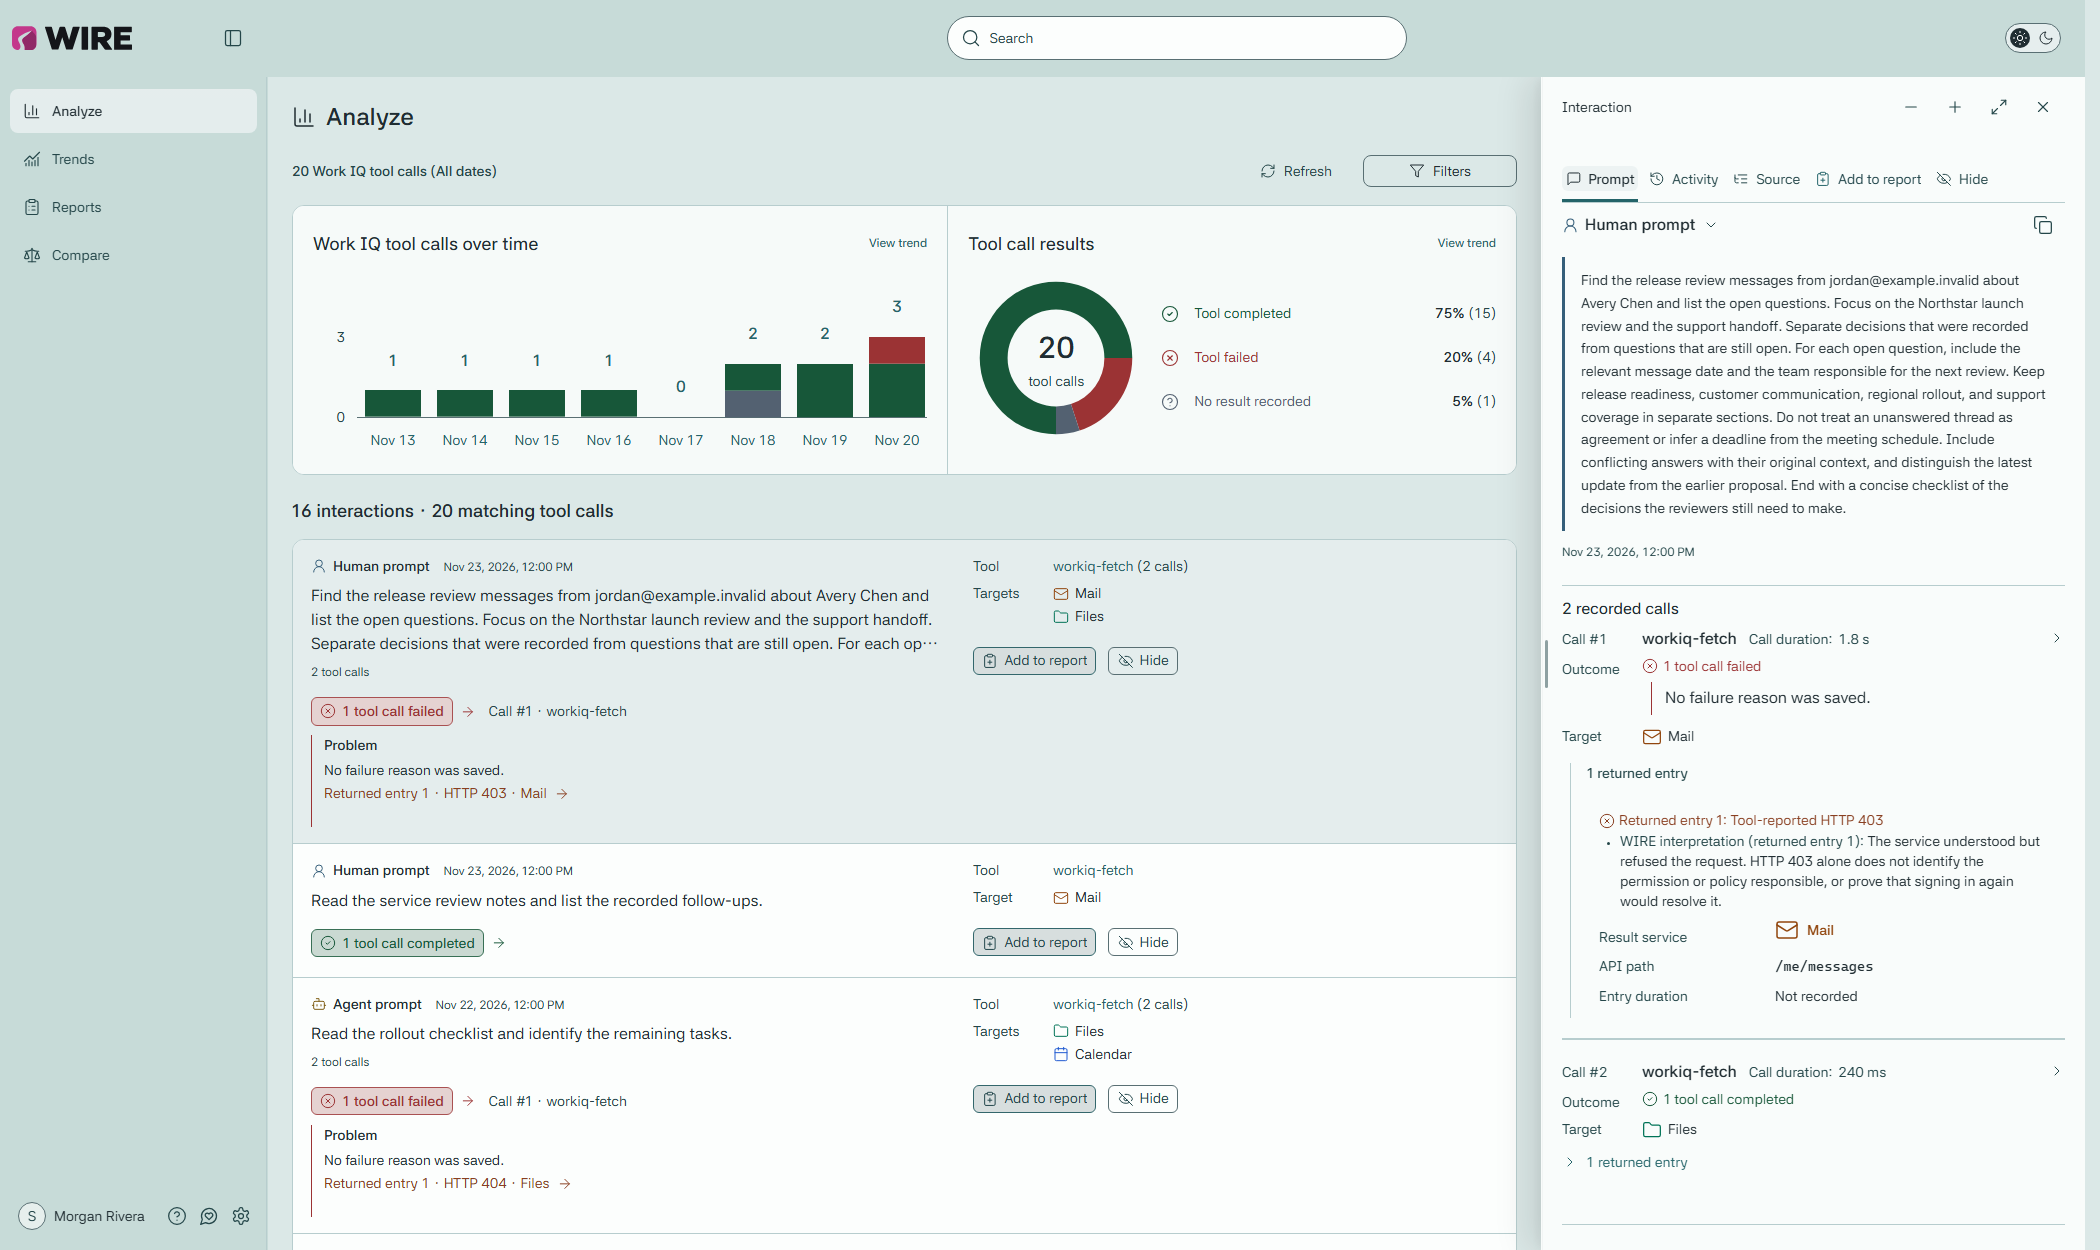 WIRE
Search
Analyze
Trends
Reports
Compare
S Morgan Rivera
Analyze
20 Work IQ tool calls (All dates)
Refresh
Filters
Work IQ tool calls over time
View trend
3
0
1
1
1
1
0
2
2
3
Nov 13
Nov 14
Nov 15
Nov 16
Nov 17
Nov 18
Nov 19
Nov 20
Tool call results
View trend
20
tool calls
Tool completed 75% (15)
Tool failed 20% (4)
No result recorded 5% (1)
16 interactions · 20 matching tool calls
Human prompt Nov 23, 2026, 12:00 PM
Find the release review messages from jordan@example.invalid about Avery Chen and
list the open questions. Focus on the Northstar launch review and the support handoff.
Separate decisions that were recorded from questions that are still open. For each op···
2 tool calls
1 tool call failed → Call #1 · workiq-fetch
Problem
No failure reason was saved.
Returned entry 1 · HTTP 403 · Mail →
Tool workiq-fetch (2 calls)
Targets Mail
Files
Add to report Hide
Human prompt Nov 23, 2026, 12:00 PM
Read the service review notes and list the recorded follow-ups.
1 tool call completed →
Tool workiq-fetch
Target Mail
Add to report Hide
Agent prompt Nov 22, 2026, 12:00 PM
Read the rollout checklist and identify the remaining tasks.
2 tool calls
1 tool call failed → Call #1 · workiq-fetch
Problem
No failure reason was saved.
Returned entry 1 · HTTP 404 · Files →
Tool workiq-fetch (2 calls)
Targets Files
Calendar
Add to report Hide
Interaction
Prompt Activity Source Add to report Hide
Human prompt
Find the release review messages from jordan@example.invalid about
Avery Chen and list the open questions. Focus on the Northstar launch
review and the support handoff. Separate decisions that were recorded
from questions that are still open. For each open question, include the
relevant message date and the team responsible for the next review. Keep
release readiness, customer communication, regional rollout, and support
coverage in separate sections. Do not treat an unanswered thread as
agreement or infer a deadline from the meeting schedule. Include
conflicting answers with their original context, and distinguish the latest
update from the earlier proposal. End with a concise checklist of the
decisions the reviewers still need to make.
Nov 23, 2026, 12:00 PM
2 recorded calls
Call #1 workiq-fetch Call duration: 1.8 s
Outcome 1 tool call failed
No failure reason was saved.
Target Mail
1 returned entry
Returned entry 1: Tool-reported HTTP 403
• WIRE interpretation (returned entry 1): The service understood but
refused the request. HTTP 403 alone does not identify the
permission or policy responsible, or prove that signing in again
would resolve it.
Result service Mail
API path /me/messages
Entry duration Not recorded
Call #2 workiq-fetch Call duration: 240 ms
Outcome 1 tool call completed
Target Files
1 returned entry